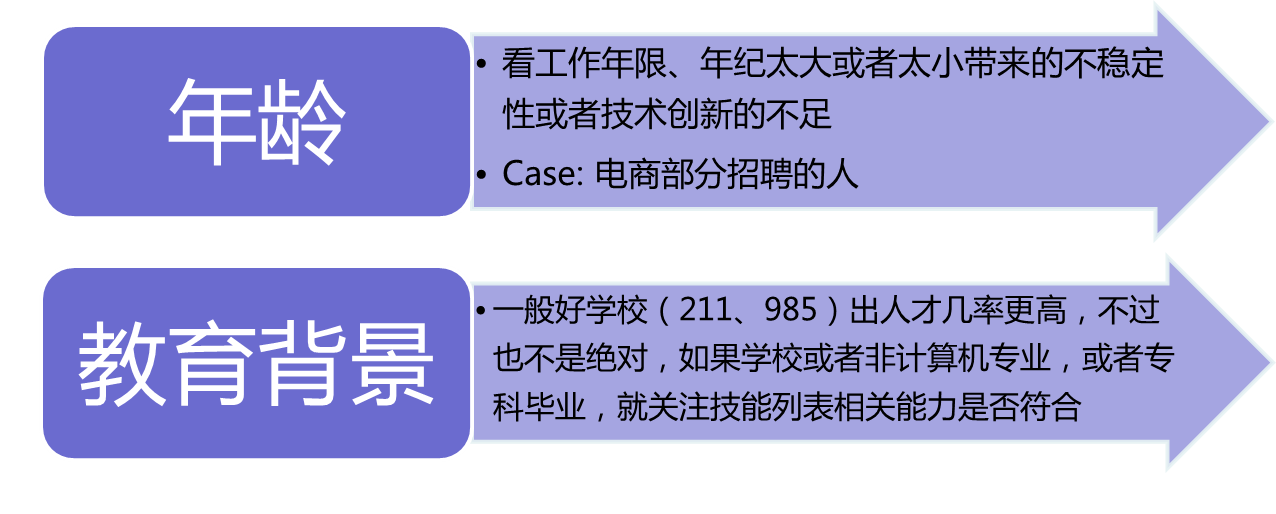 年龄
• 看工作年限、年纪太大或者太小带来的不稳定
性或者技术创新的不足
• Case: 电商部分招聘的人
教育背景
• 一般好学校（211、985）出人才几率更高，不过
也不是绝对，如果学校或者非计算机专业，或者专
科毕业，就关注技能列表相关能力是否符合